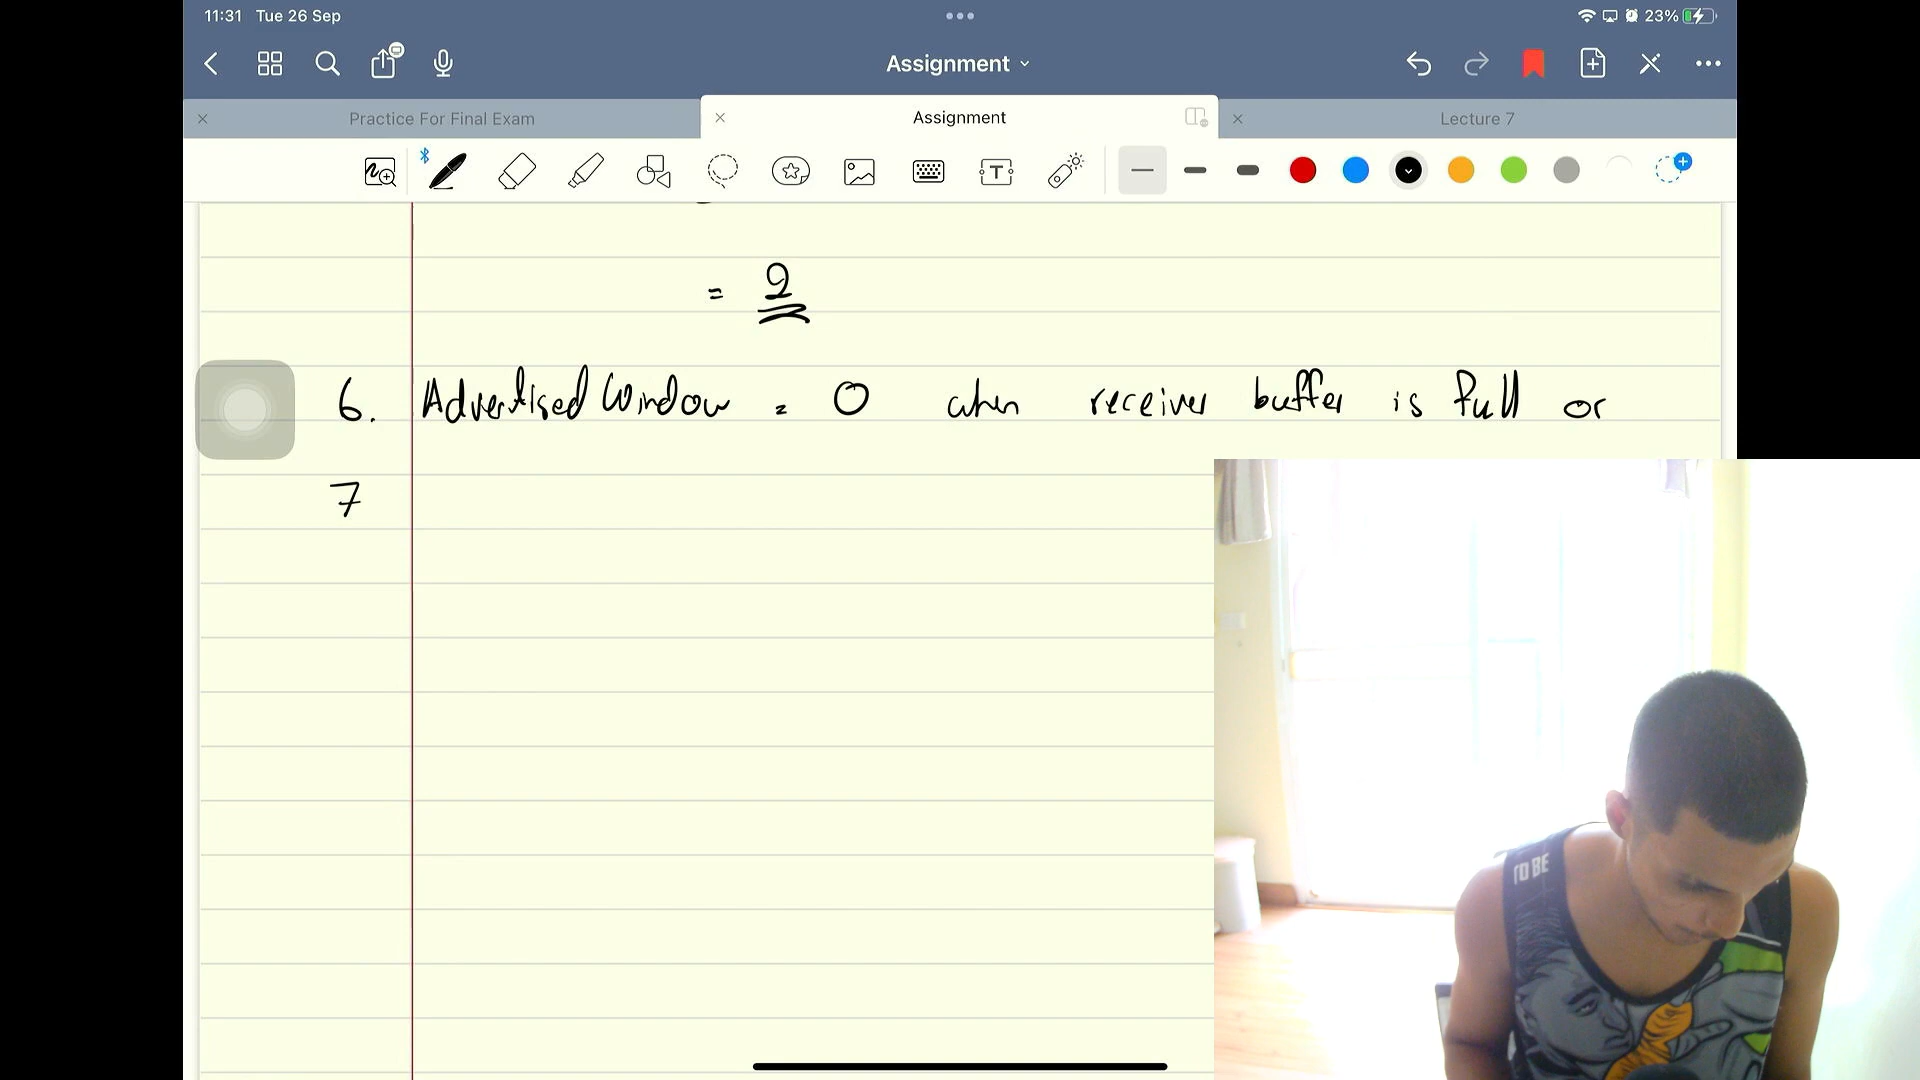 11:31 Tue 26 Sep
23%
Assignment
Practice For Final Exam
Assignment
Lecture 7
T
= 2
6. Advertised Window = 0 when receiver buffer is full or
7
TO BE